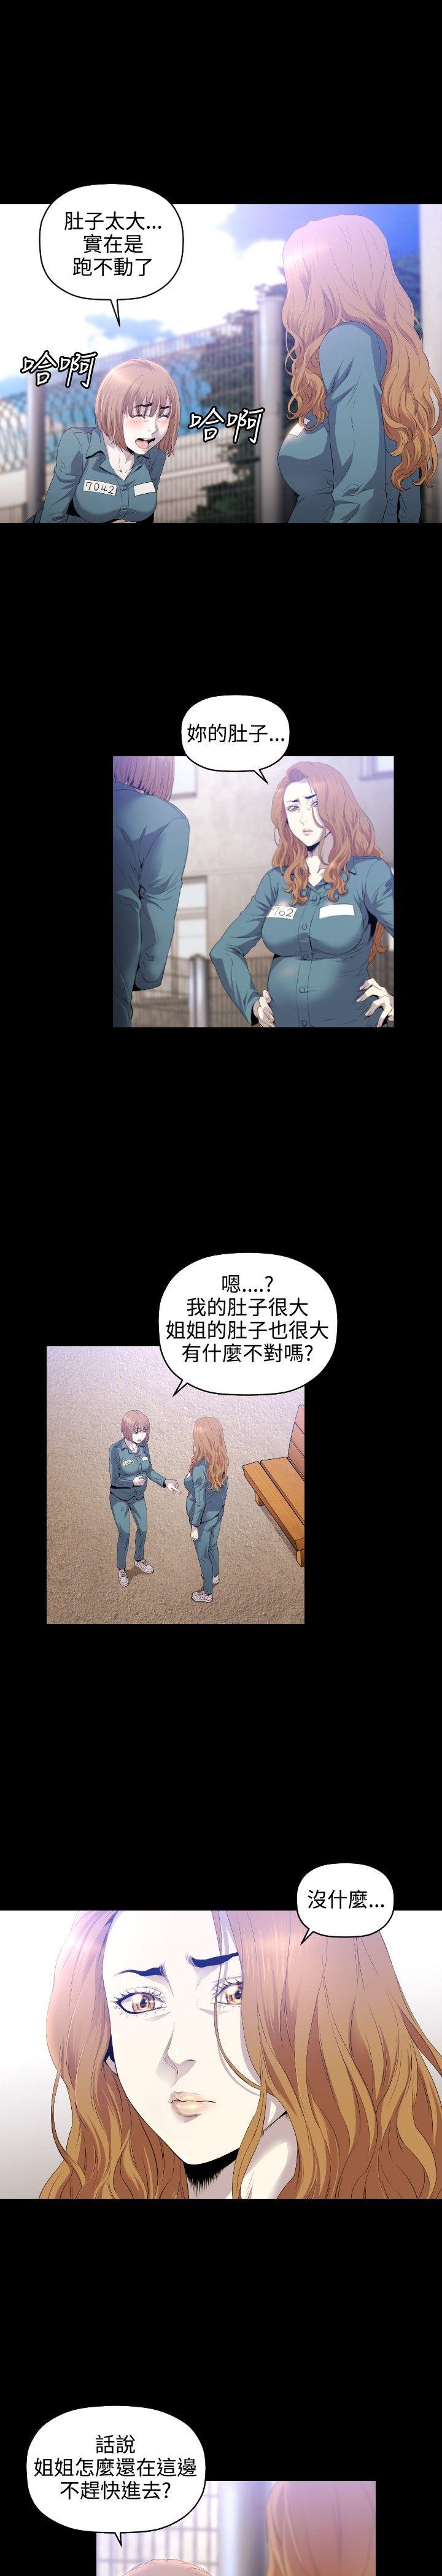 肚子太大...
實在是
跑不動了
哈啊
哈啊
7042
妳的肚子...
762
嗯....?
我的肚子很大
姐姐的肚子也很大
有什麼不對嗎?
沒什麼...
話說
姐姐怎麼還在這邊
不趕快進去?